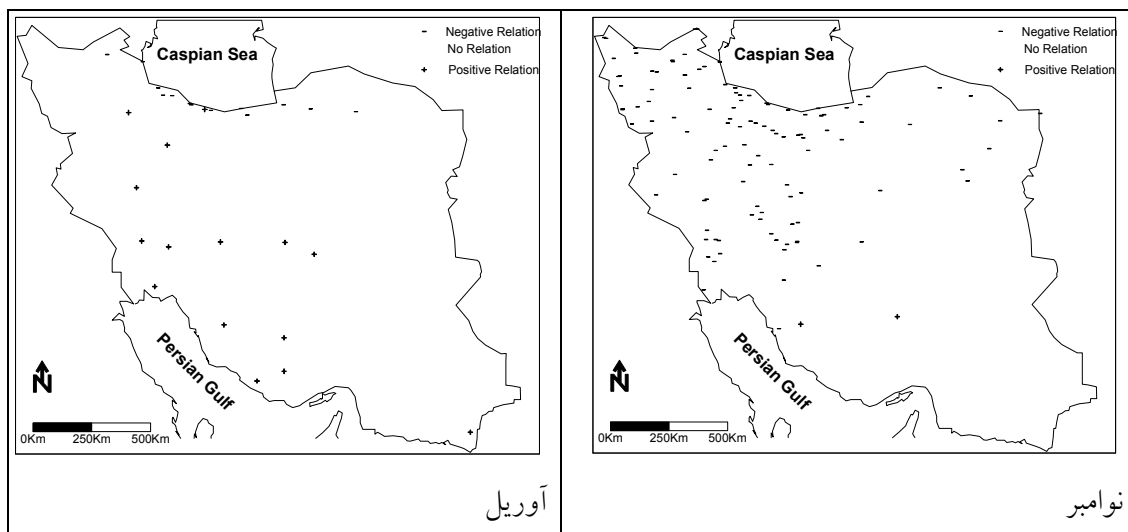 Negative Relation
No Relation
Positive Relation
Caspian Sea
Persian Gulf
N
0Km 250Km 500Km
آوریل
Negative Relation
No Relation
Positive Relation
Caspian Sea
Persian Gulf
N
0Km 250Km 500Km
نوامبر